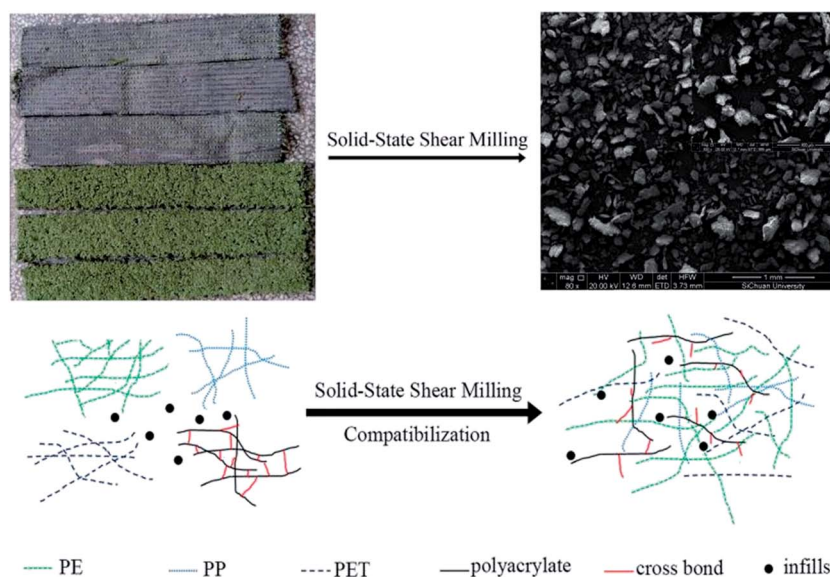 Solid-State Shear Milling
mag HV WD det HFW 1 mm
80 x 20.00 kV 12.6 mm ETD 3.73 mm SiChuan University
Solid-State Shear Milling
Compatibilization
PE PP PET polyacrylate cross bond infills